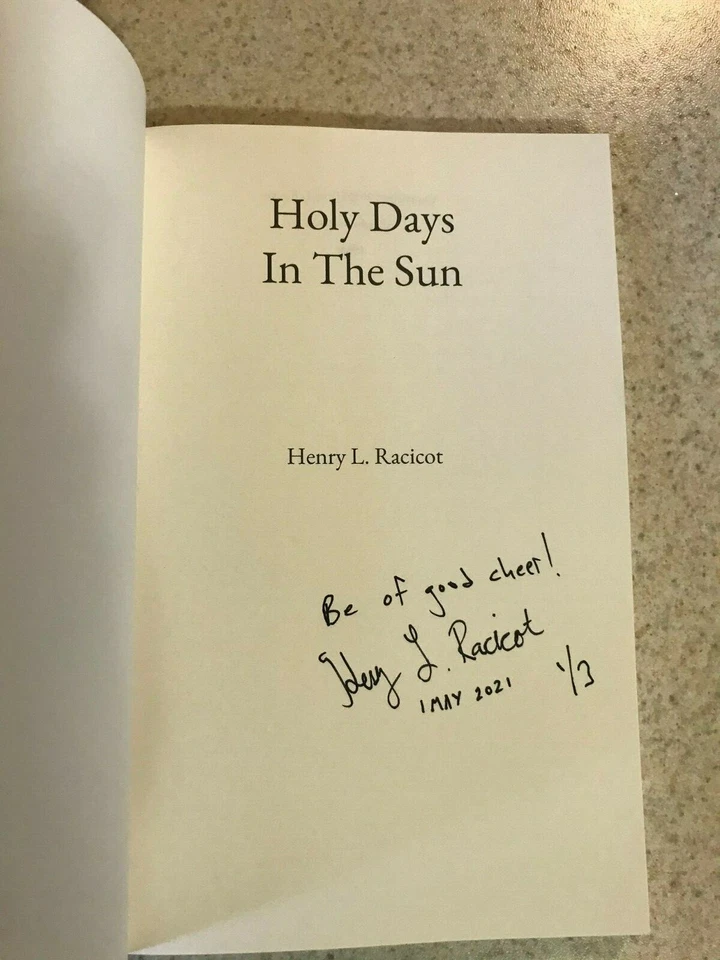 Holy Days
In The Sun
Henry L. Racicot
Be of good cheer!
Henry L. Racicot
1 MAY 2021 1/3